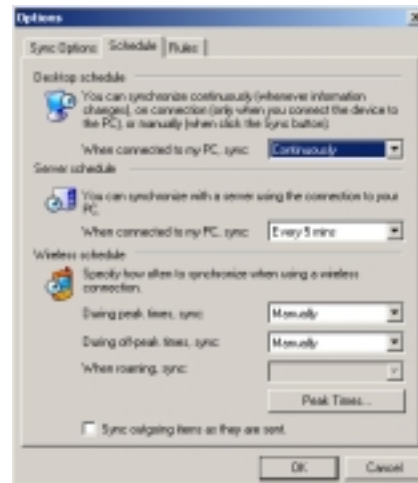 Options
Sync Options Schedule Rules
Desktop schedule
You can synchronize continuously (whenever information
changes), on connection (only when you connect the device to
the PC), or manually (when click the Sync button)
When connected to my PC, sync: Continuously
Server schedule
You can synchronize with a server using the connection to your
PC.
When connected to my PC, sync: Every 5 mins
Wireless schedule
Specify how often to synchronize when using a wireless
connection.
During peak times, sync: Manually
During off-peak times, sync: Manually
When roaming, sync:
Peak Times...
Sync outgoing items as they are sent.
OK Cancel